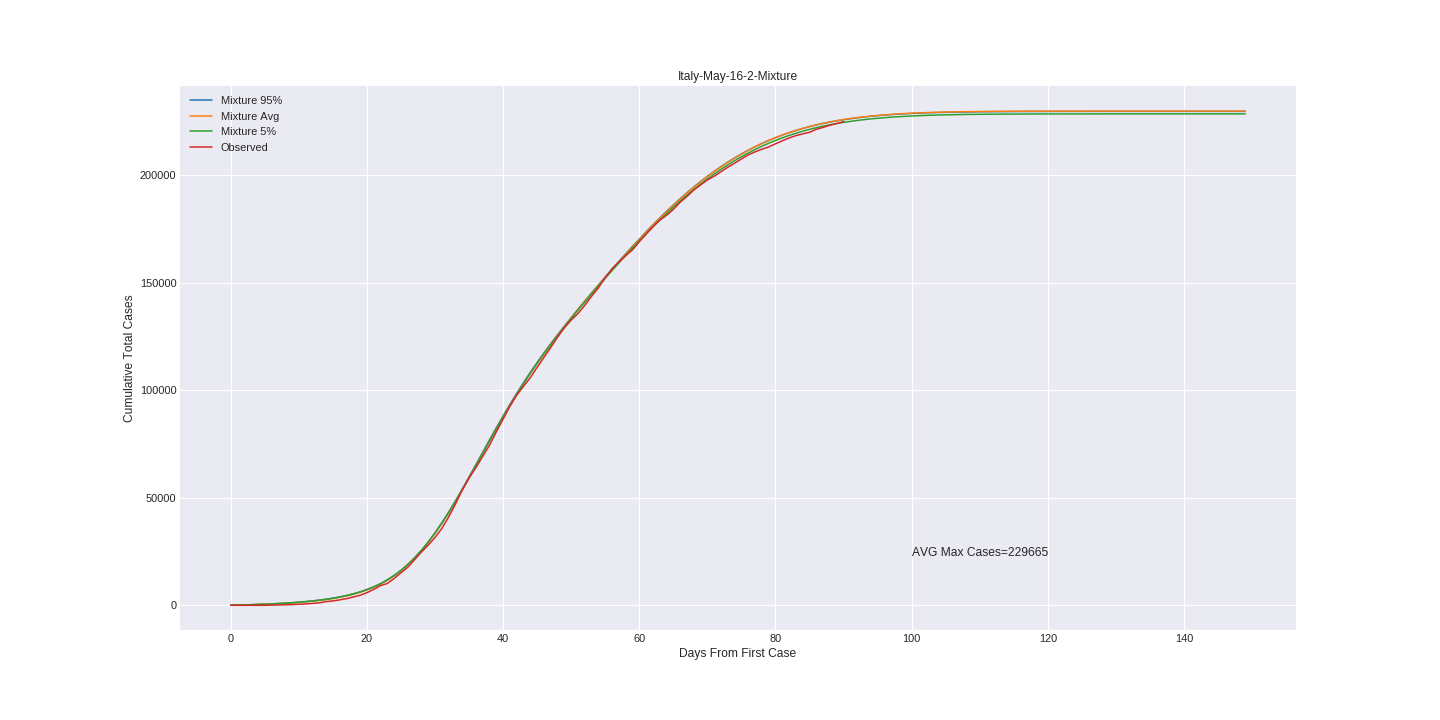 Italy-May-16-2-Mixture
Mixture 95%
Mixture Avg
Mixture 5%
Observed
Cumulative Total Cases
200000
150000
100000
50000
0
AVG Max Cases=229665
0 20 40 60 80 100 120 140
Days From First Case